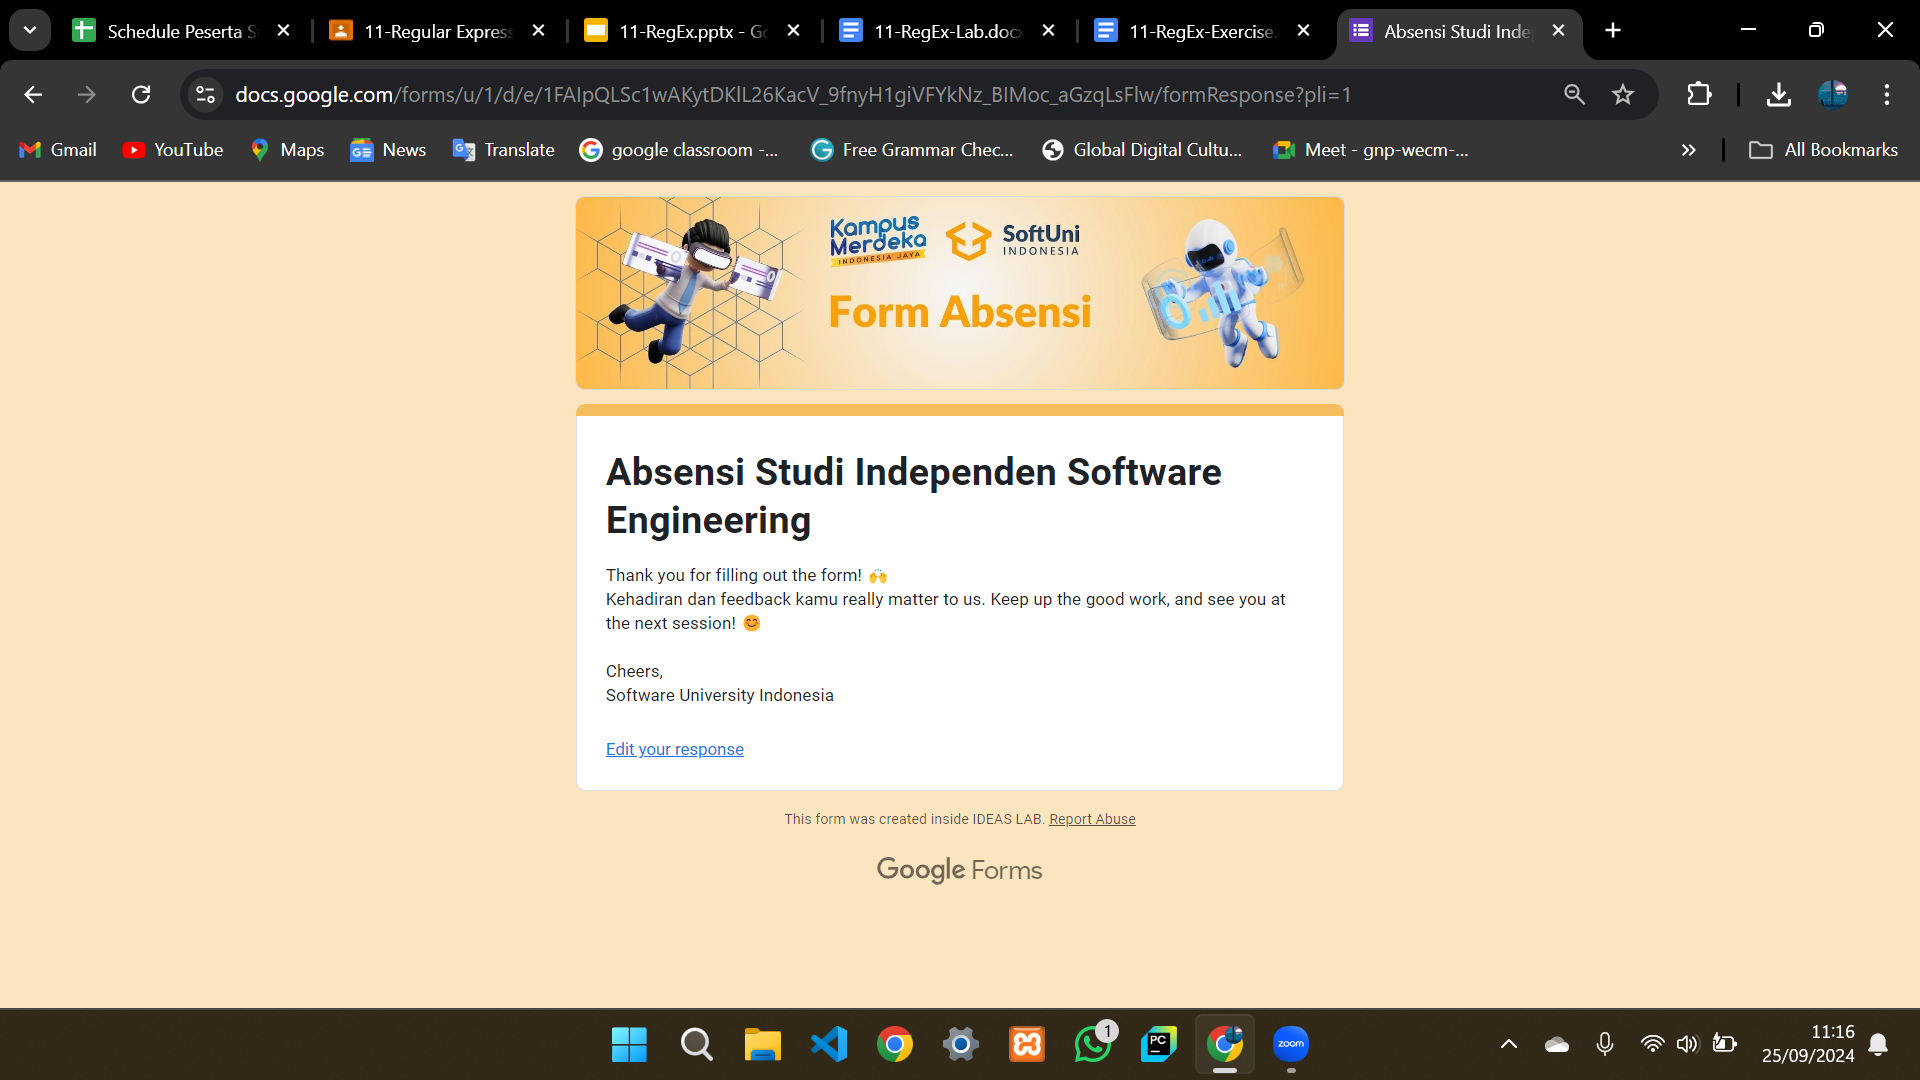 Schedule Peserta S
11-Regular Express
11-RegEx.pptx - Go
11-RegEx-Lab.docx
11-RegEx-Exercise.
Absensi Studi Inde
docs.google.com/forms/u/1/d/e/1FAIpQLSc1wAKytDKlL26KacV_9fnyH1giVFYkNz_BIMoc_aGzqLsFlw/formResponse?pli=1
Gmail
YouTube
Maps
News
Translate
google classroom -...
Free Grammar Chec...
Global Digital Cultu...
Meet - gnp-wecm-...
All Bookmarks
Kampus
Merdeka
INDONESIA JAYA
SoftUni
INDONESIA
Form Absensi
Absensi Studi Independen Software
Engineering
Thank you for filling out the form! 🙌
Kehadiran dan feedback kamu really matter to us. Keep up the good work, and see you at
the next session! 😊
Cheers,
Software University Indonesia
Edit your response
This form was created inside IDEAS LAB. Report Abuse
Google Forms
1
PC
zoom
11:16
25/09/2024